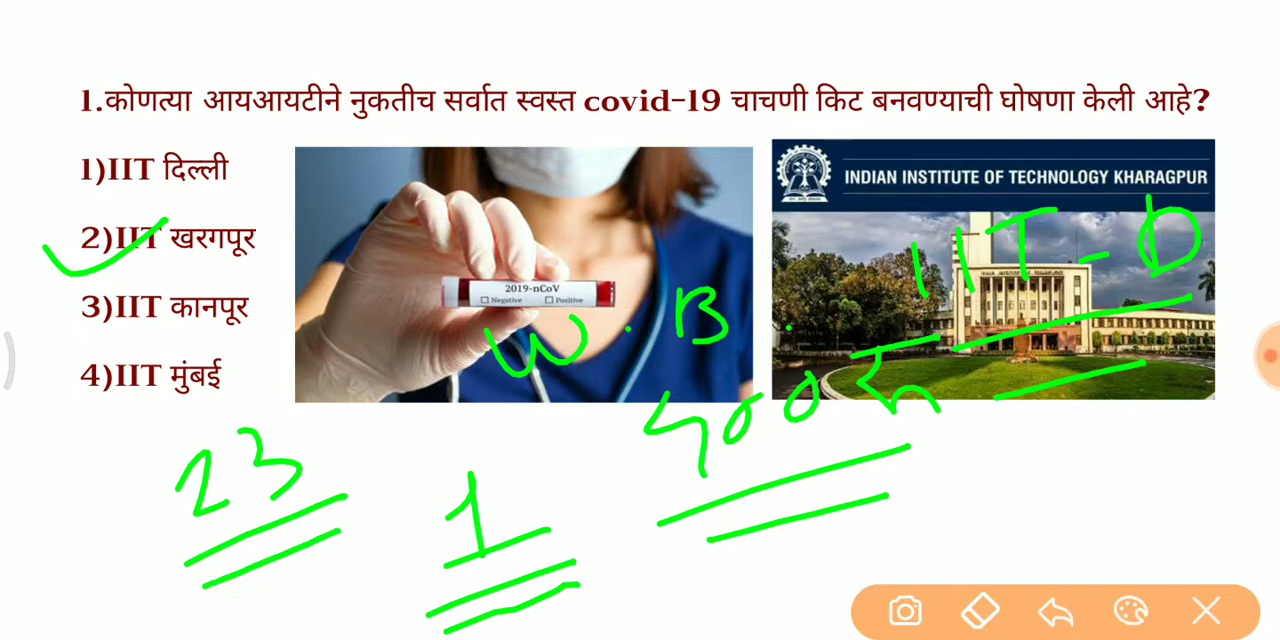 1.कोणत्या आयआयटीने नुकतीच सर्वात स्वस्त covid-19 चाचणी किट बनवण्याची घोषणा केली आहे?
1)IIT दिल्ली
2)IIT खरगपूर
3)IIT कानपूर
4)IIT मुंबई
INDIAN INSTITUTE OF TECHNOLOGY KHARAGPUR
2019-nCoV
Negative Positive
IIT-D
W.B
५००रू
23
1